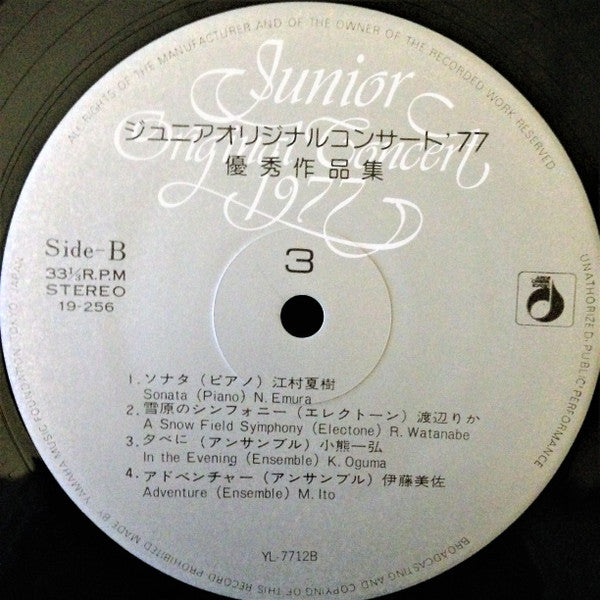 Junior
Original Concert
1977
ジュニアオリジナルコンサート'77
優秀作品集
Side-B
33⅓R.P.M
STEREO
19-256
3
1.ソナタ（ピアノ）江村夏樹
Sonata (Piano) N. Emura
2.雪原のシンフォニー（エレクトーン）渡辺りか
A Snow Field Symphony (Electone) R. Watanabe
3.夕べに（アンサンブル）小熊一弘
In the Evening (Ensemble) K. Oguma
4.アドベンチャー（アンサンブル）伊藤美佐
Adventure (Ensemble) M. Ito
YL-7712B
ALL RIGHTS OF THE MANUFACTURER AND OF THE OWNER OF THE RECORDED WORK RESERVED
UNAUTHORIZED PUBLIC PERFORMANCE
BROADCASTING AND COPYING OF THIS RECORD PROHIBITED MADE BY YAMAHA MUSIC FOUNDATION, TOKYO JAPAN